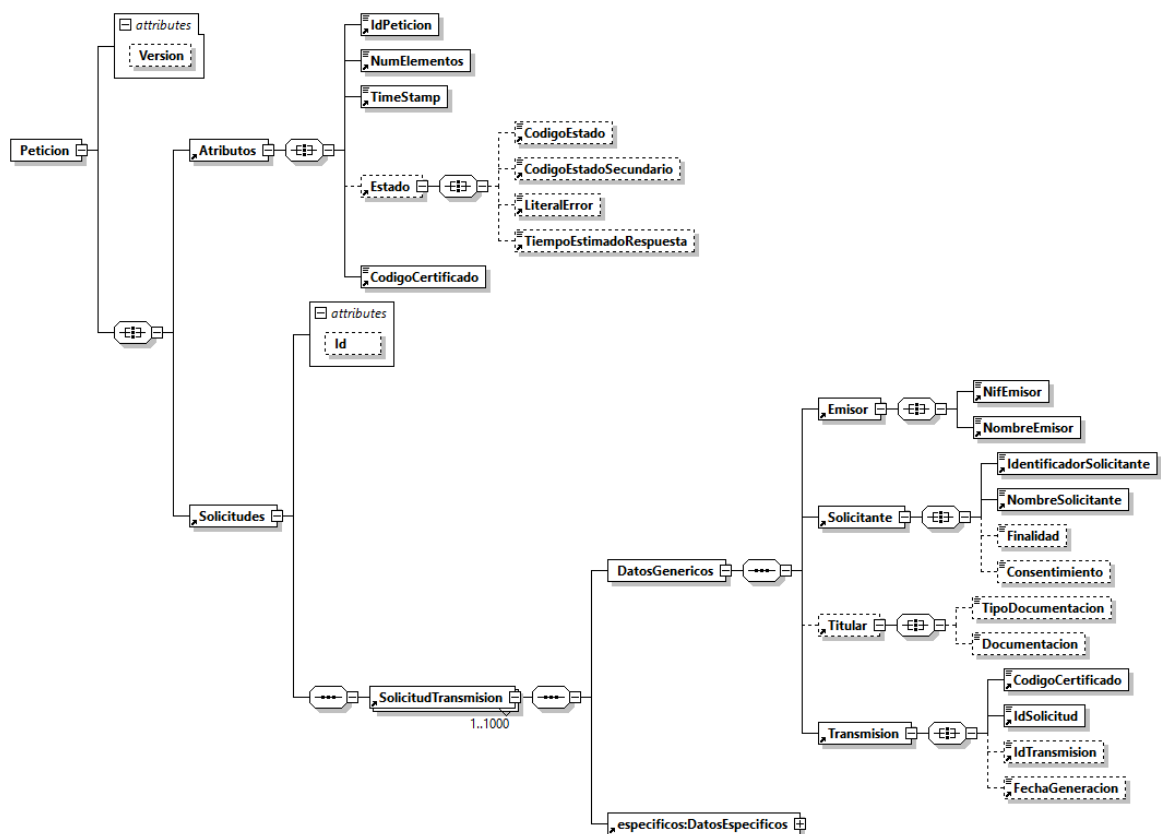 attributes
Version
IdPeticion
NumElementos
TimeStamp
Peticion
Atributos
CodigoEstado
CodigoEstadoSecundario
Estado
LiteralError
TiempoEstimadoRespuesta
CodigoCertificado
attributes
Id
Solicitudes
SolicitudTransmision
1..1000
DatosGenericos
Emisor
NifEmisor
NombreEmisor
Solicitante
IdentificadorSolicitante
NombreSolicitante
Finalidad
Consentimiento
Titular
TipoDocumentacion
Documentacion
Transmision
CodigoCertificado
IdSolicitud
IdTransmision
FechaGeneracion
especificos:DatosEspecificos